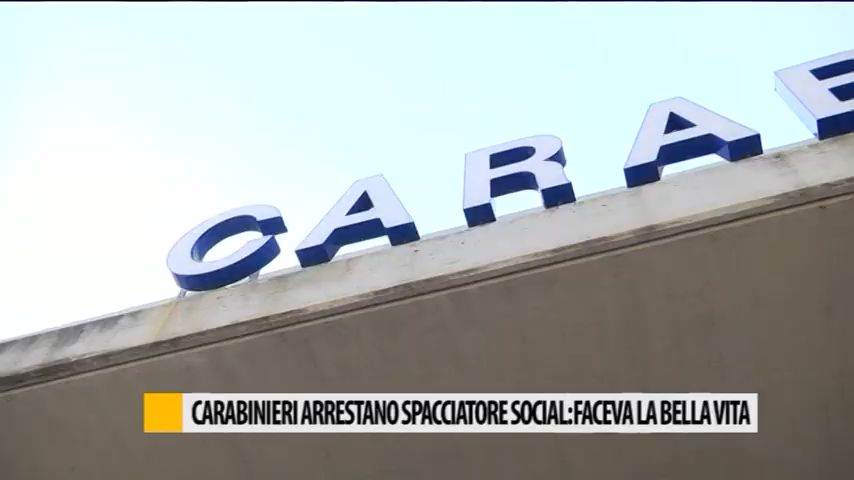 CARAB
CARABINIERI ARRESTANO SPACCIATORE SOCIAL: FACEVA LA BELLA VITA